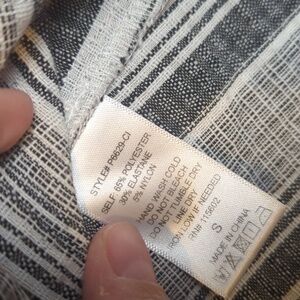 STYLE# P6629-CI
SELF: 65% POLYESTER
30% ELASTANE
5% NYLON
HAND WASH COLD
DO NOT BLEACH
DO NOT TUMBLE DRY
LINE DRY
IRON LOW IF NEEDED
RN# 115602
S
MADE IN CHINA